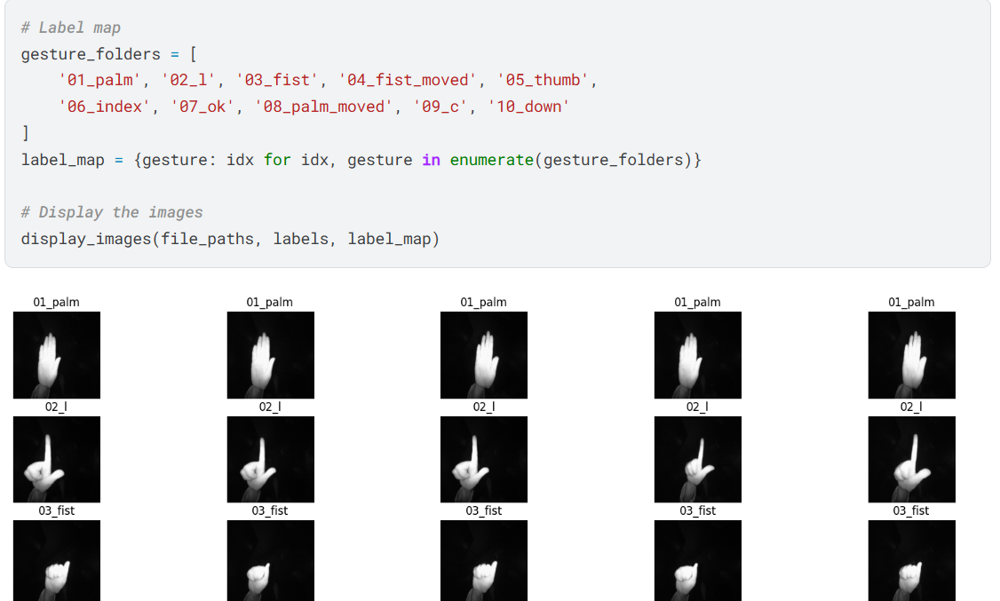 # Label map
gesture_folders = [
    '01_palm', '02_l', '03_fist', '04_fist_moved', '05_thumb',
    '06_index', '07_ok', '08_palm_moved', '09_c', '10_down'
]
label_map = {gesture: idx for idx, gesture in enumerate(gesture_folders)}
# Display the images
display_images(file_paths, labels, label_map)
01_palm 01_palm 01_palm 01_palm 01_palm
02_l 02_l 02_l 02_l 02_l
03_fist 03_fist 03_fist 03_fist 03_fist